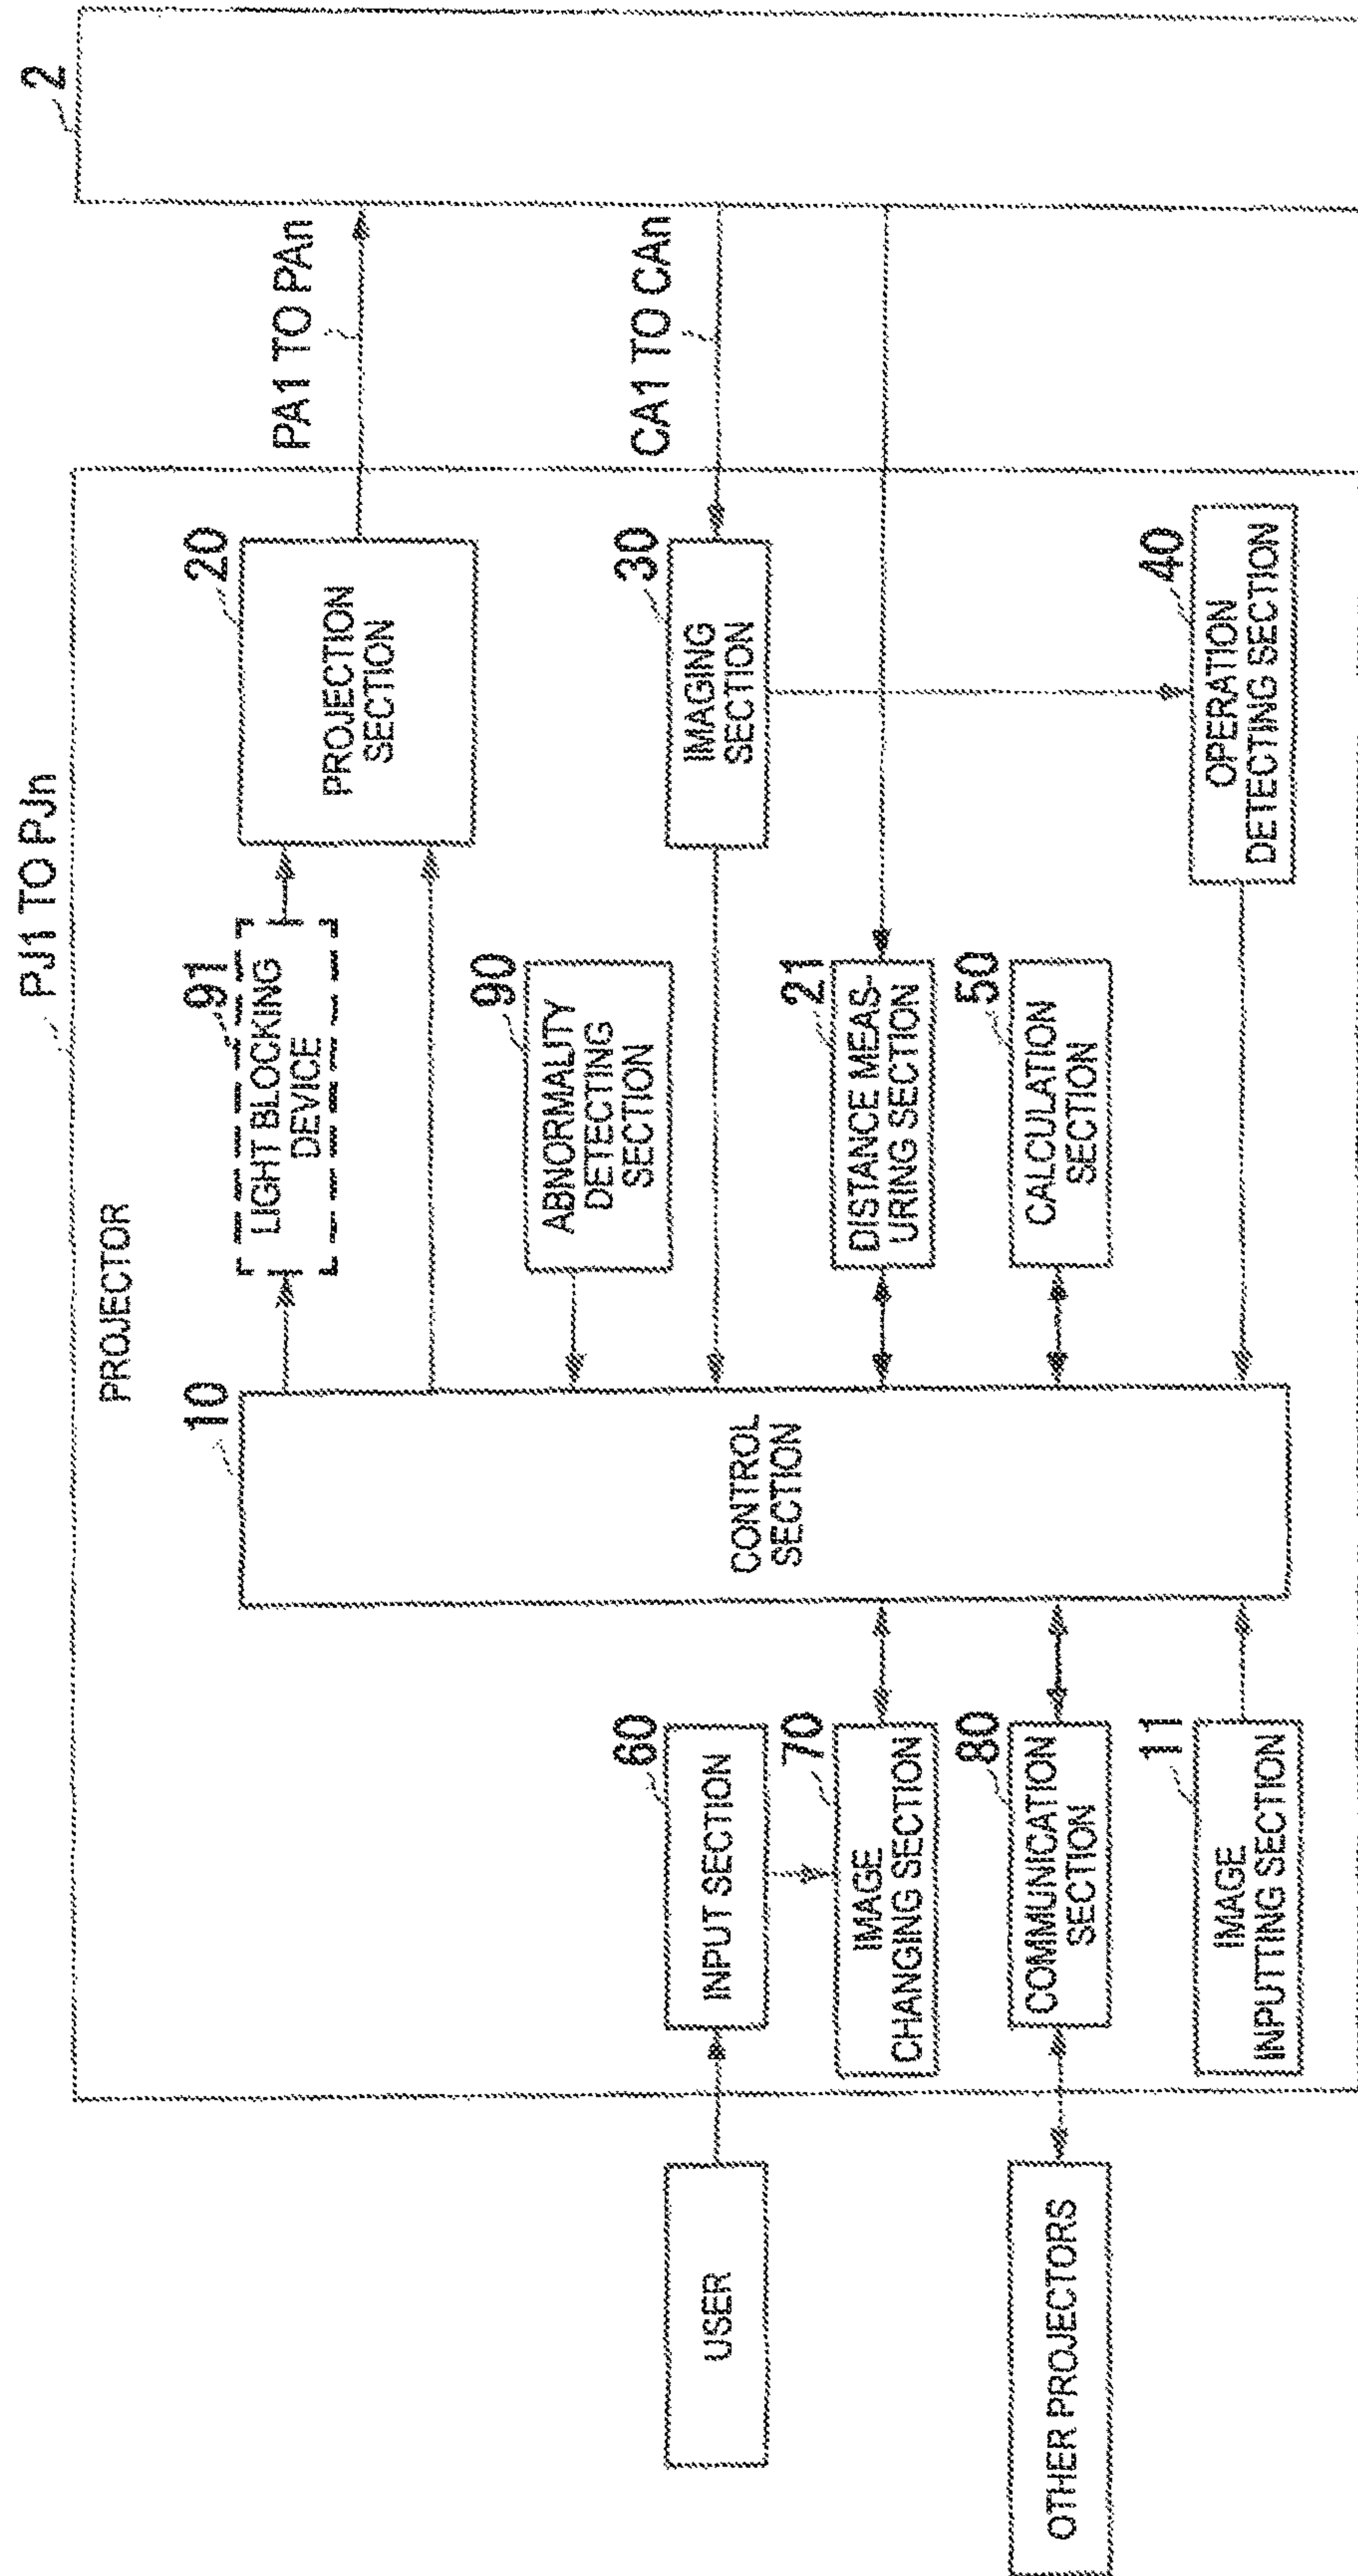 PJ1 TO PJn
2
PROJECTOR
10
91
LIGHT BLOCKING
DEVICE
20
PROJECTION
SECTION
PA1 TO PAn
90
ABNORMALITY
DETECTING
SECTION
USER
60
INPUT SECTION
CONTROL
SECTION
30
IMAGING
SECTION
CA1 TO CAn
70
IMAGE
CHANGING SECTION
21
DISTANCE MEAS-
URING SECTION
OTHER PROJECTORS
80
COMMUNICATION
SECTION
50
CALCULATION
SECTION
11
IMAGE
INPUTTING SECTION
40
OPERATION
DETECTING SECTION